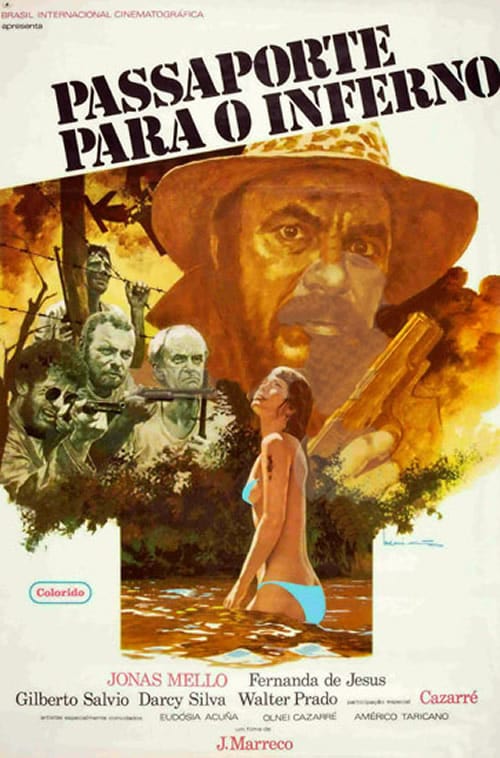 BRASIL INTERNACIONAL CINEMATOGRÁFICA
apresenta
PASSAPORTE
PARA O INFERNO
Colorido
JONAS MELLO Fernanda de Jesus
Gilberto Salvio Darcy Silva Walter Prado participação especial Cazarré
artistas especialmente convidados EUDÓSIA ACUÑA OLNEI CAZARRÉ AMÉRICO TARICANO
um filme de
J. Marreco